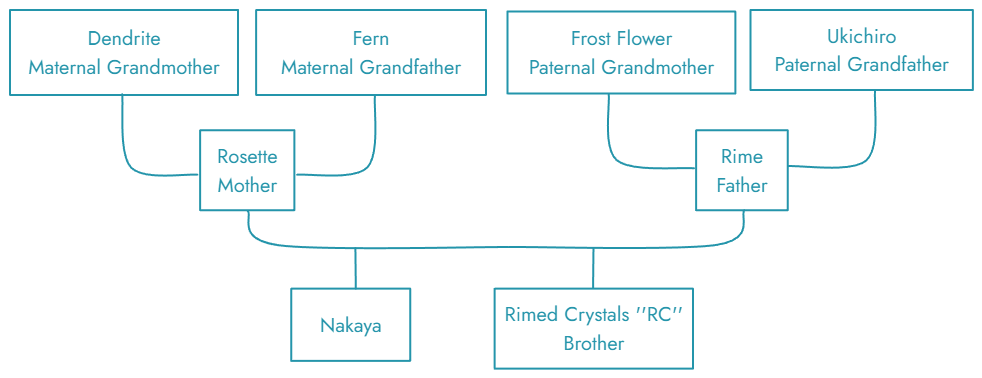 Dendrite
Maternal Grandmother
Fern
Maternal Grandfather
Frost Flower
Paternal Grandmother
Ukichiro
Paternal Grandfather
Rosette
Mother
Rime
Father
Nakaya
Rimed Crystals ''RC''
Brother